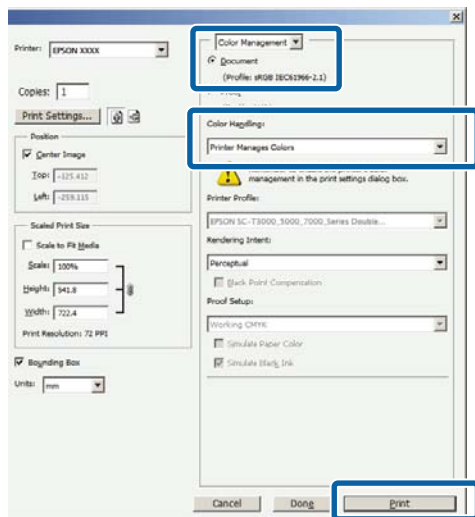 Printer:
EPSON XXXX
Copies:
1
Print Settings...
Position
Center Image
Top:
-125.412
Left:
-259.115
Scaled Print Size
Scale to Fit Media
Scale:
100%
Height:
541.8
Width:
722.4
Print Resolution: 72 PPI
Bounding Box
Units:
mm
Color Management
Document
(Profile: sRGB IEC61966-2.1)
Color Handling:
Printer Manages Colors
management in the print settings dialog box.
Printer Profile:
EPSON SC-T3000_5000_7000_Series Double...
Rendering Intent:
Perceptual
Black Point Compensation
Proof Setup:
Working CMYK
Simulate Paper Color
Simulate Black Ink
Cancel
Done
Print